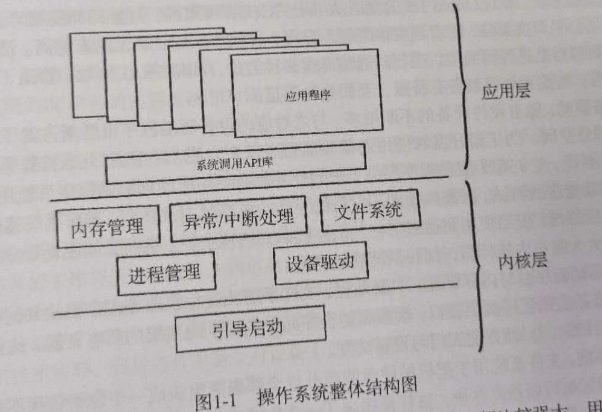 应用程序
应用层
系统调用API库
内存管理
异常/中断处理
文件系统
进程管理
设备驱动
内核层
引导启动
图1-1 操作系统整体结构图